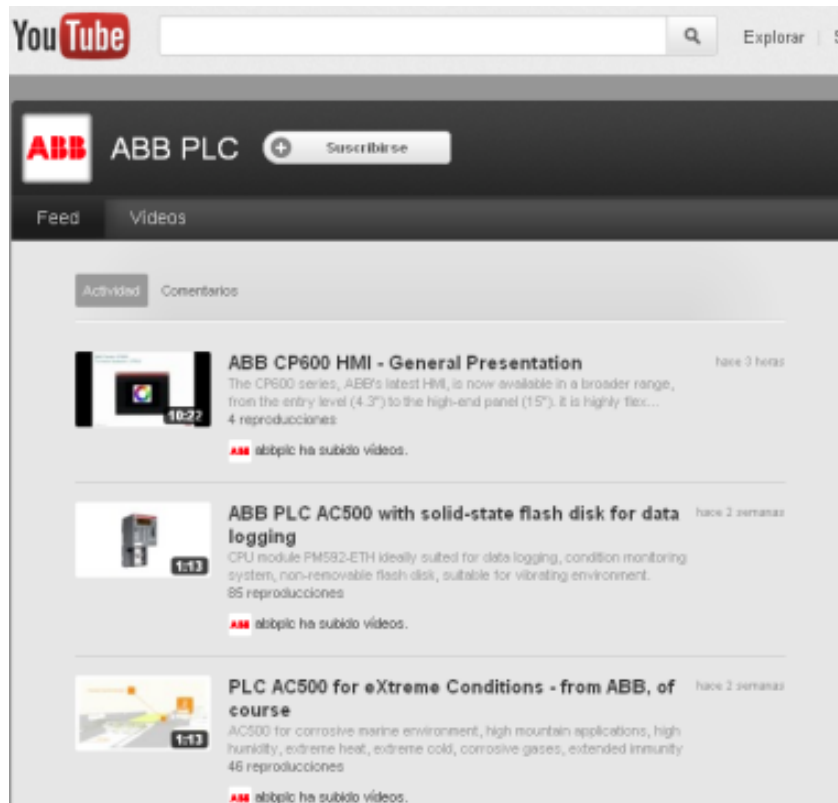 You Tube
Explorar
ABB
ABB PLC
Suscribirse
Feed
Vídeos
Actividad
Comentarios
10:22
ABB CP600 HMI - General Presentation
hace 3 horas
The CP600 series, ABB's latest HMI, is now available in a broader range,
from the entry level (4.3") to the high-end panel (15"). it is highly flex...
4 reproducciones
ABB abbplc ha subido vídeos.
1:13
ABB PLC AC500 with solid-state flash disk for data
logging
hace 2 semanas
CPU module PM592-ETH ideally suited for data logging, condition monitoring
system, non-removable flash disk, suitable for vibrating environment.
85 reproducciones
ABB abbplc ha subido vídeos.
1:13
PLC AC500 for eXtreme Conditions - from ABB, of
course
hace 2 semanas
AC500 for corrosive marine environment, high mountain applications, high
humidity, extreme heat, extreme cold, corrosive gases, extended immunity
46 reproducciones
ABB abbplc ha subido vídeos.